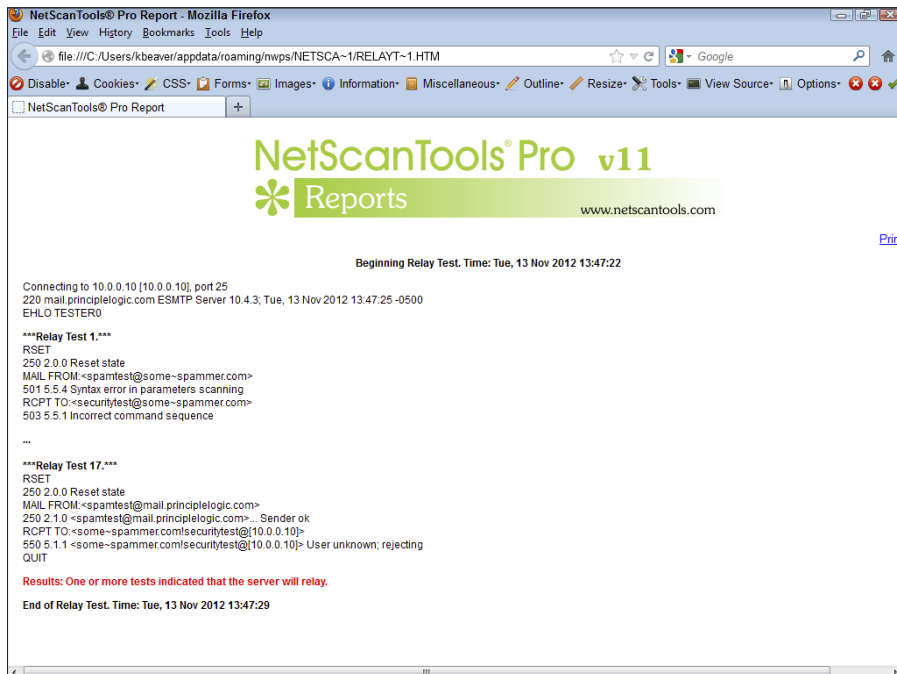 NetScanTools® Pro Report - Mozilla Firefox
File Edit View History Bookmarks Tools Help
file:///C:/Users/kbeaver/appdata/roaming/nwps/NETSCA~1/RELAYT~1.HTM
Google
Disable Cookies CSS Forms Images Information Miscellaneous Outline Resize Tools View Source Options
NetScanTools® Pro Report +
NetScanTools® Pro v11
Reports
www.netscantools.com
Prin
Beginning Relay Test. Time: Tue, 13 Nov 2012 13:47:22
Connecting to 10.0.0.10 [10.0.0.10], port 25
220 mail.principlelogic.com ESMTP Server 10.4.3; Tue, 13 Nov 2012 13:47:25 -0500
EHLO TESTER0
***Relay Test 1.***
RSET
250 2.0.0 Reset state
MAIL FROM:<spamtest@some~spammer.com>
501 5.5.4 Syntax error in parameters scanning
RCPT TO:<securitytest@some~spammer.com>
503 5.5.1 Incorrect command sequence
...
***Relay Test 17.***
RSET
250 2.0.0 Reset state
MAIL FROM:<spamtest@mail.principlelogic.com>
250 2.1.0 <spamtest@mail.principlelogic.com>... Sender ok
RCPT TO:<some~spammer.com!securitytest@[10.0.0.10]>
550 5.1.1 <some~spammer.com!securitytest@[10.0.0.10]> User unknown; rejecting
QUIT
Results: One or more tests indicated that the server will relay.
End of Relay Test. Time: Tue, 13 Nov 2012 13:47:29